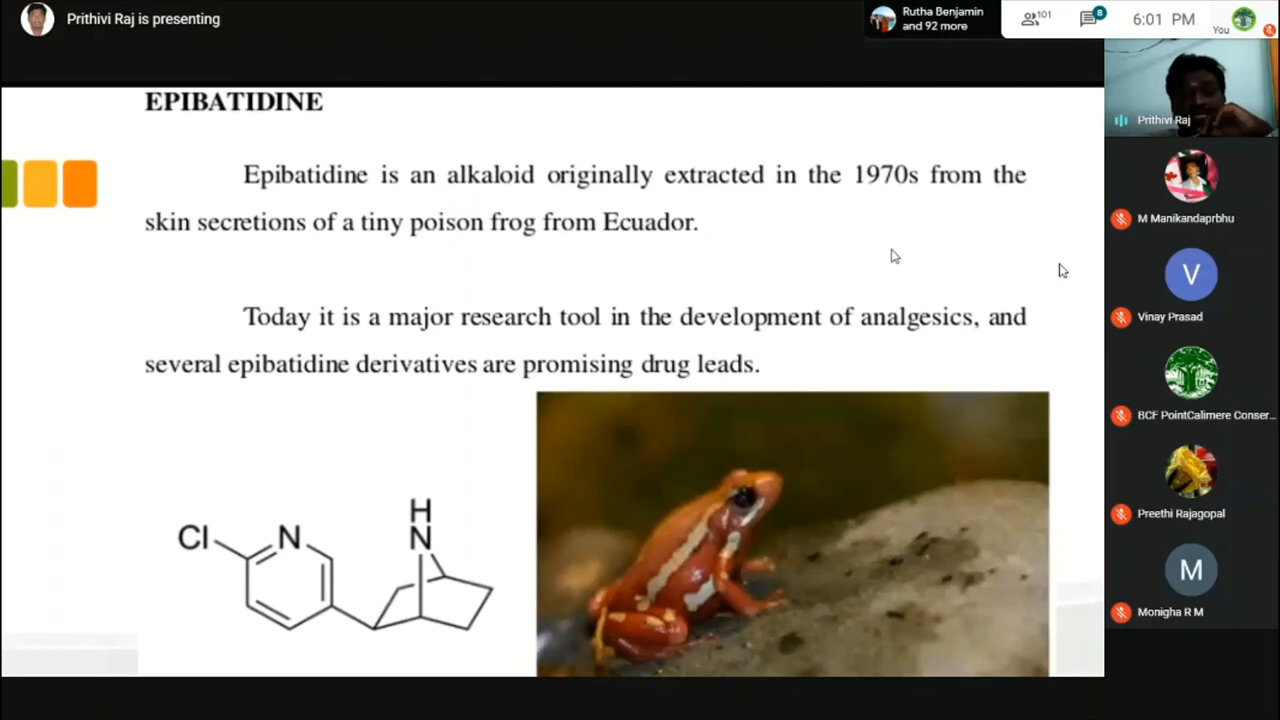 Prithivi Raj is presenting
Rutha Benjamin
and 92 more
101
8
6:01 PM
You
EPIBATIDINE
Epibatidine is an alkaloid originally extracted in the 1970s from the
skin secretions of a tiny poison frog from Ecuador.
Today it is a major research tool in the development of analgesics, and
several epibatidine derivatives are promising drug leads.
Cl
N
H
N
Prithivi Raj
M Manikandaprbhu
V
Vinay Prasad
BCF PointCalimere Conser...
Preethi Rajagopal
M
Monigha R M